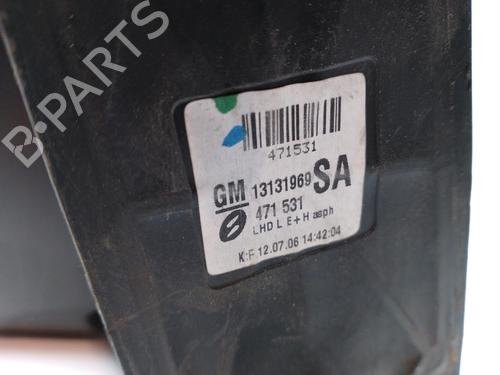 B-PARTS
471531
GM 13131969 SA
471 531
LHD L E+H asph
K:F 12.07.06 14:42:04